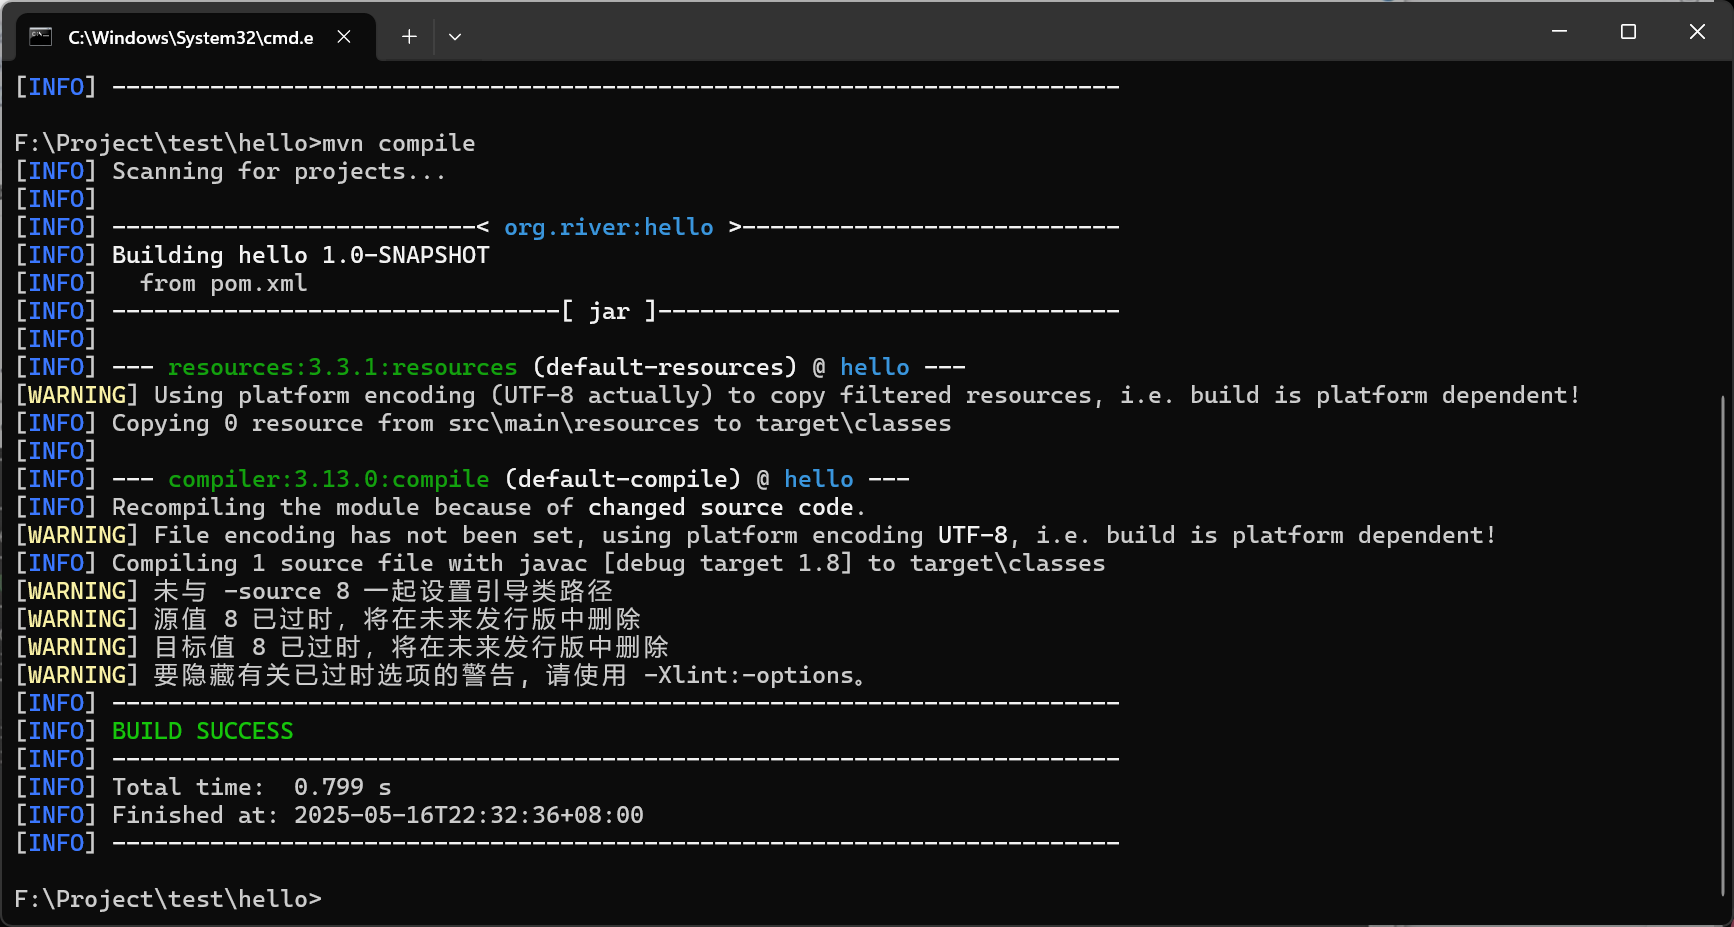 C:\Windows\System32\cmd.e
[INFO] ------------------------------------------------------------------------
F:\Project\test\hello>mvn compile
[INFO] Scanning for projects...
[INFO]
[INFO] --------------------------< org.river:hello >---------------------------
[INFO] Building hello 1.0-SNAPSHOT
[INFO]   from pom.xml
[INFO] --------------------------------[ jar ]---------------------------------
[INFO]
[INFO] --- resources:3.3.1:resources (default-resources) @ hello ---
[WARNING] Using platform encoding (UTF-8 actually) to copy filtered resources, i.e. build is platform dependent!
[INFO] Copying 0 resource from src\main\resources to target\classes
[INFO]
[INFO] --- compiler:3.13.0:compile (default-compile) @ hello ---
[INFO] Recompiling the module because of changed source code.
[WARNING] File encoding has not been set, using platform encoding UTF-8, i.e. build is platform dependent!
[INFO] Compiling 1 source file with javac [debug target 1.8] to target\classes
[WARNING] 未与 -source 8 一起设置引导类路径
[WARNING] 源值 8 已过时，将在未来发行版中删除
[WARNING] 目标值 8 已过时，将在未来发行版中删除
[WARNING] 要隐藏有关已过时选项的警告, 请使用 -Xlint:-options。
[INFO] ------------------------------------------------------------------------
[INFO] BUILD SUCCESS
[INFO] ------------------------------------------------------------------------
[INFO] Total time:  0.799 s
[INFO] Finished at: 2025-05-16T22:32:36+08:00
[INFO] ------------------------------------------------------------------------
F:\Project\test\hello>